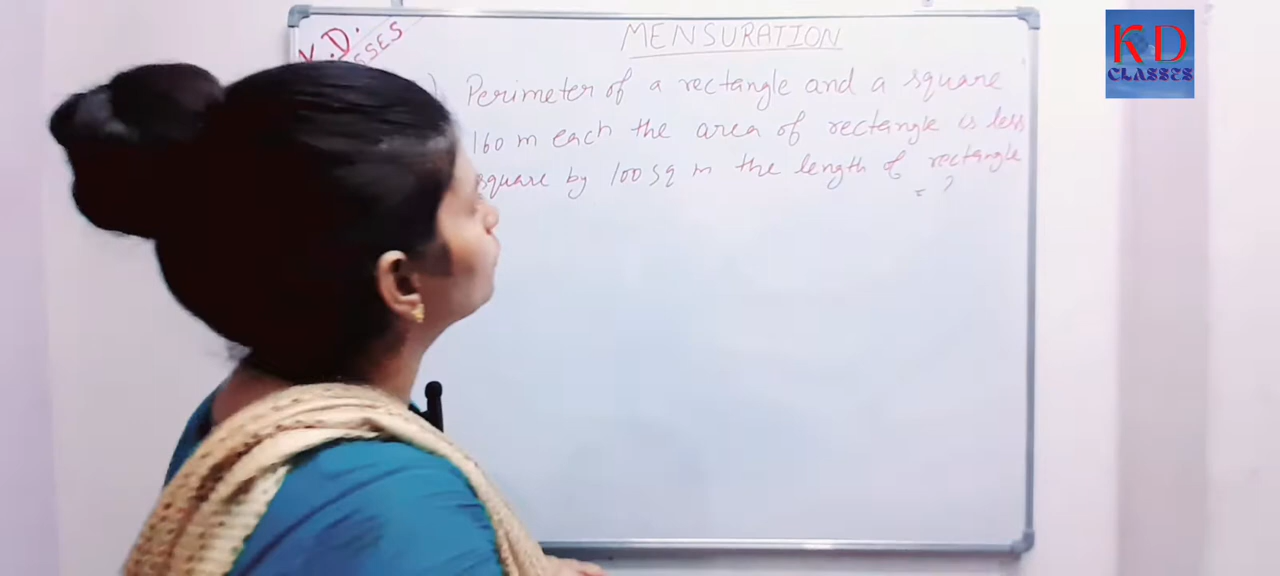 K.D.
MENSURATION
Perimeter of a rectangle and a square
160 m each the area of rectangle is less
square by 100 sq m the length of rectangle
= ?
KD
CLASSES